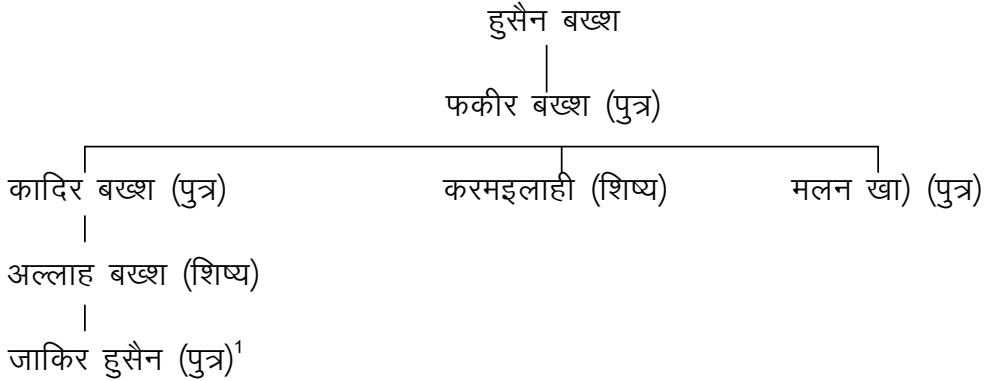 हुसैन बख्श
फकीर बख्श (पुत्र)
कादिर बख्श (पुत्र) करमइलाही (शिष्य) मलन खा) (पुत्र)
अल्लाह बख्श (शिष्य)
जाकिर हुसैन (पुत्र)¹